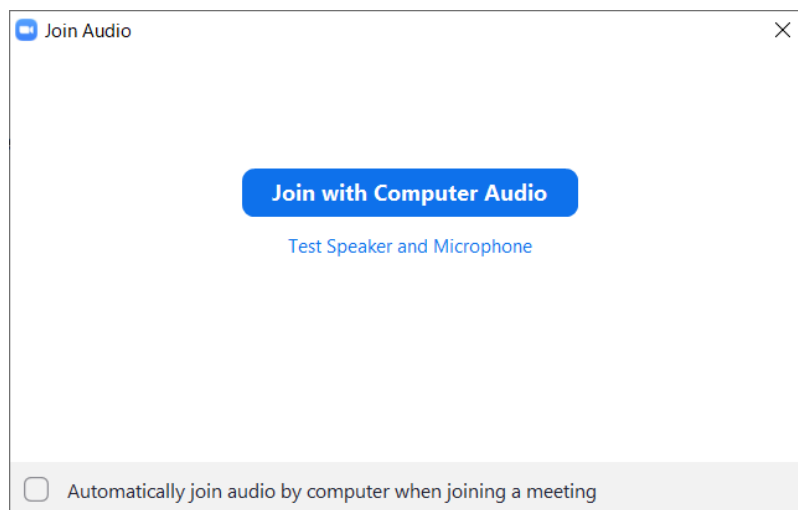 Join Audio
Join with Computer Audio
Test Speaker and Microphone
Automatically join audio by computer when joining a meeting